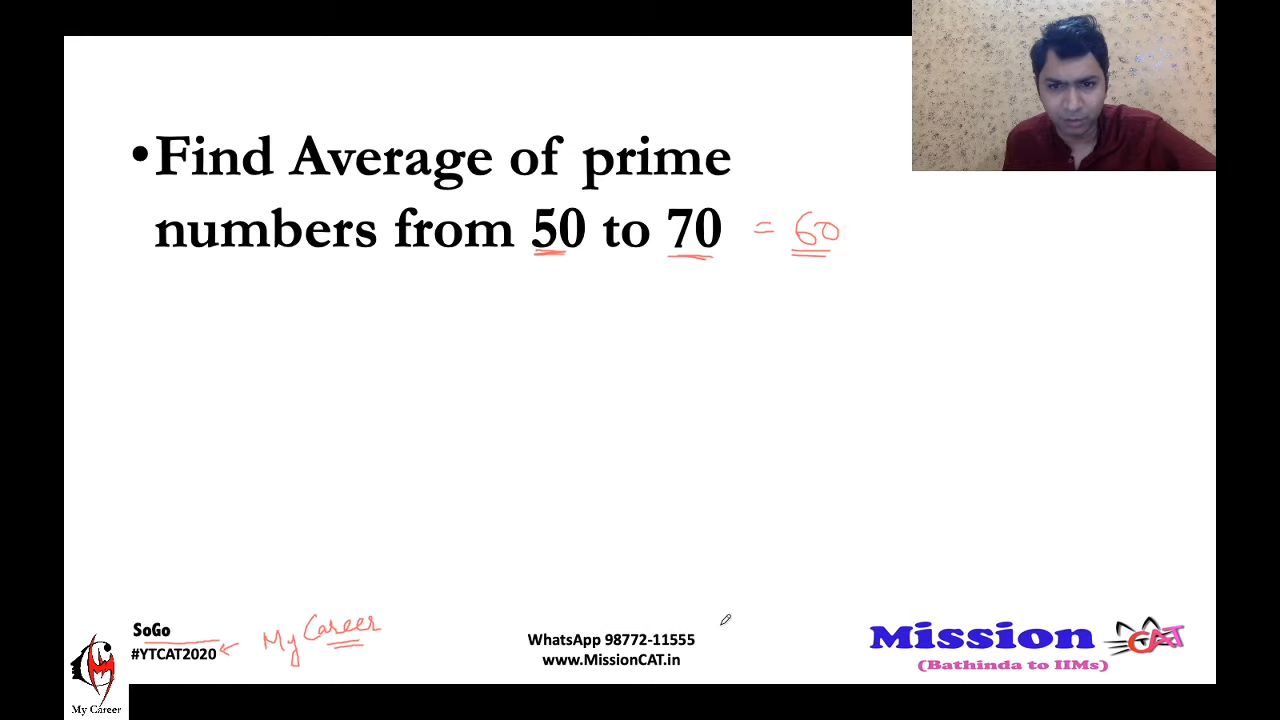 •Find Average of prime
numbers from 50 to 70 = 60
SoGo
#YTCAT2020 ← My Career
WhatsApp 98772-11555
www.MissionCAT.in
Mission CAT
(Bathinda to IIMs)
My Career